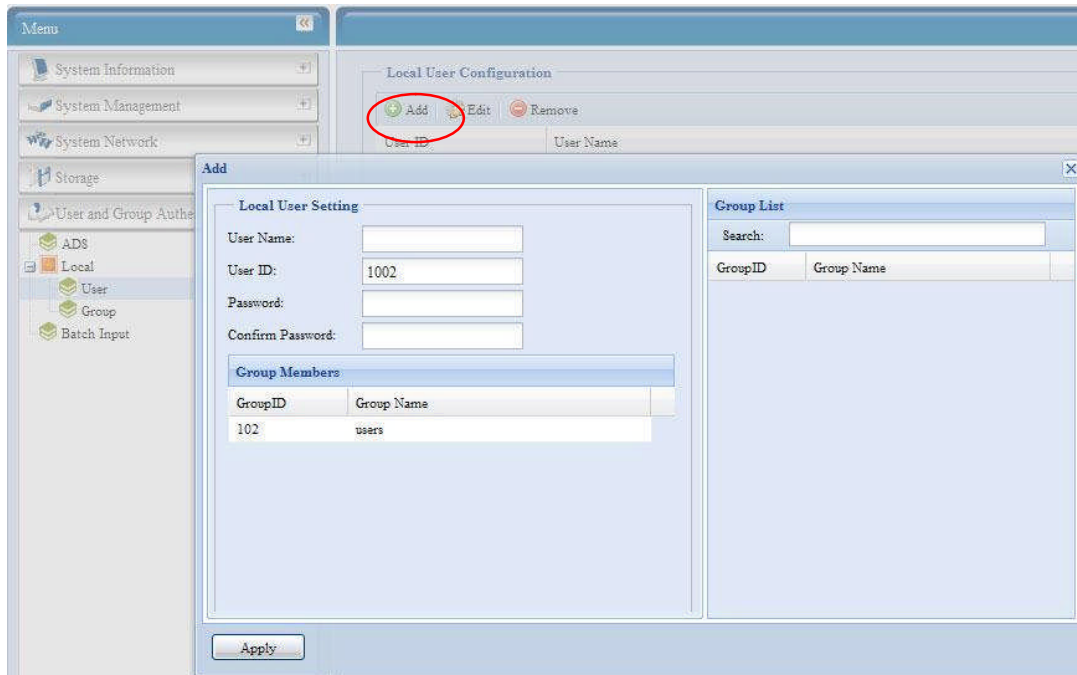 Menu
System Information
System Management
System Network
Storage
User and Group Authe
ADS
Local
User
Group
Batch Input
Local User Configuration
Add Edit Remove
User ID User Name
Add
Local User Setting
User Name:
User ID: 1002
Password:
Confirm Password:
Group Members
GroupID Group Name
102 users
Group List
Search:
GroupID Group Name
Apply